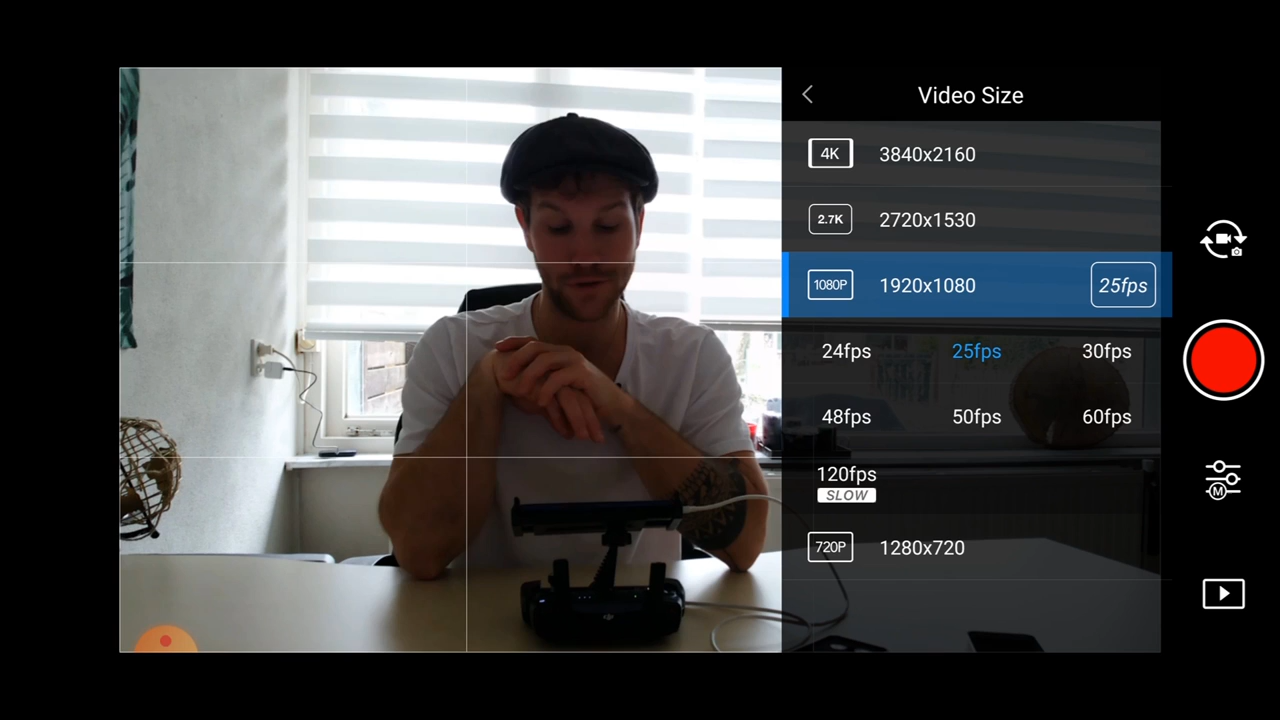 Video Size
4K 3840x2160
2.7K 2720x1530
1080P 1920x1080 25fps
24fps 25fps 30fps
48fps 50fps 60fps
120fps
SLOW
720P 1280x720
M
dji